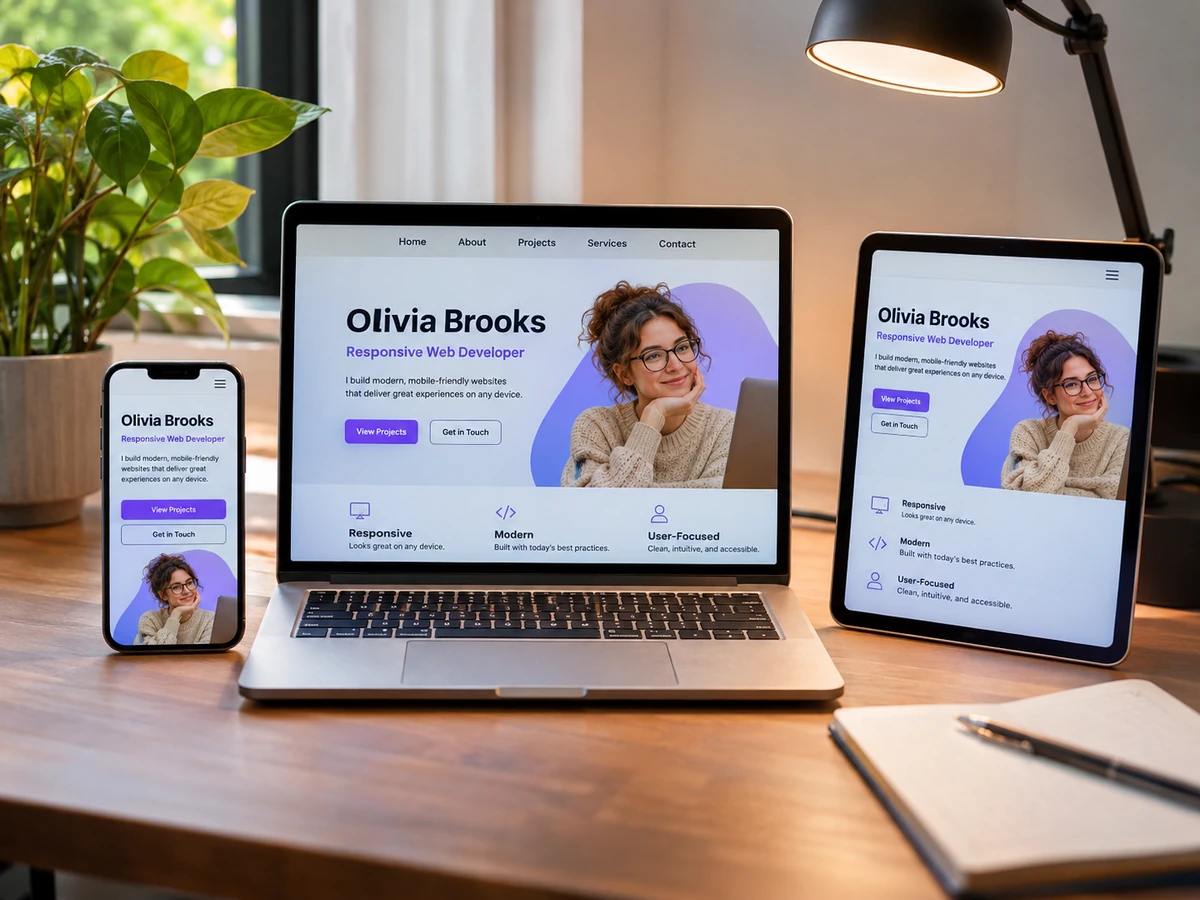 Olivia Brooks
Responsive Web Developer
I build modern, mobile-friendly
websites that deliver great
experiences on any device.
View Projects
Get in Touch
Home About Projects Services Contact
Olivia Brooks
Responsive Web Developer
I build modern, mobile-friendly websites
that deliver great experiences on any device.
View Projects Get in Touch
Responsive
Looks great on any device.
Modern
Built with today's best practices.
User-Focused
Clean, intuitive, and accessible.
Olivia Brooks
Responsive Web Developer
I build modern, mobile-friendly websites
that deliver great experiences on any device.
View Projects
Get in Touch
Responsive
Looks great on any device.
Modern
Built with today's best practices.
User-Focused
Clean, intuitive, and accessible.